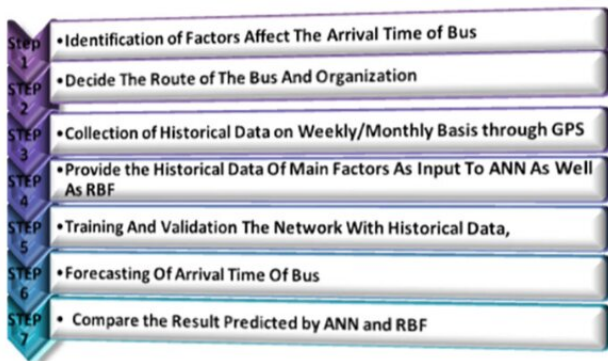 Step 1
•Identification of Factors Affect The Arrival Time of Bus
STEP 2
•Decide The Route of The Bus And Organization
STEP 3
•Collection of Historical Data on Weekly/Monthly Basis through GPS
STEP 4
•Provide the Historical Data Of Main Factors As Input To ANN As Well
As RBF
STEP 5
•Training And Validation The Network With Historical Data,
STEP 6
•Forecasting Of Arrival Time Of Bus
STEP 7
• Compare the Result Predicted by ANN and RBF